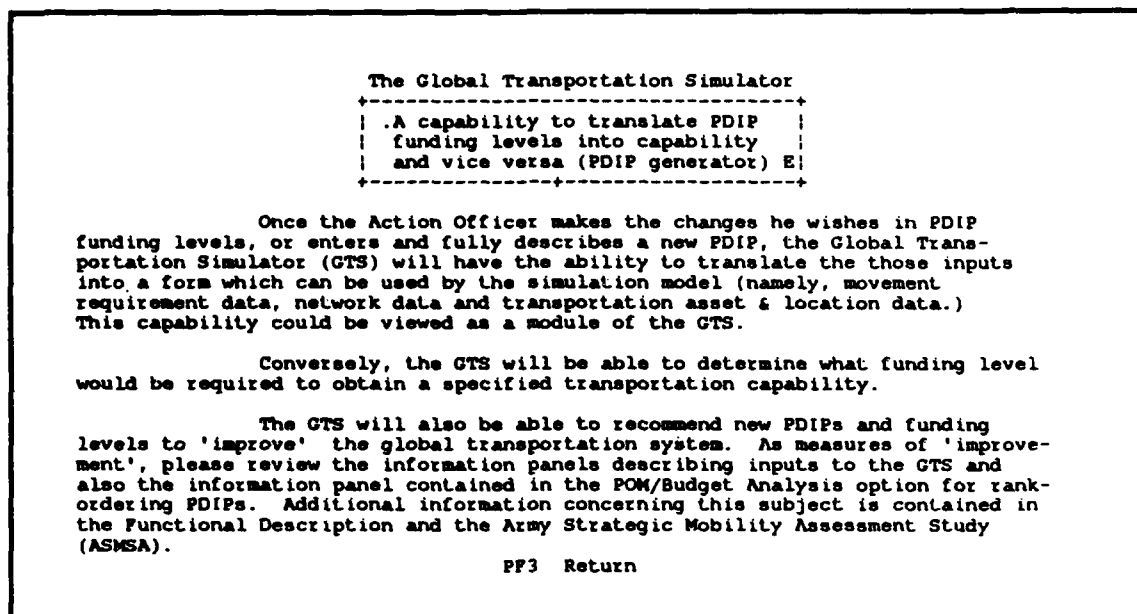 The Global Transportation Simulator
+-----------------------------------+
| .A capability to translate PDIP |
| funding levels into capability |
| and vice versa (PDIP generator) E|
+---------------+-------------------+
Once the Action Officer makes the changes he wishes in PDIP
funding levels, or enters and fully describes a new PDIP, the Global Trans-
portation Simulator (GTS) will have the ability to translate the those inputs
into a form which can be used by the simulation model (namely, movement
requirement data, network data and transportation asset & location data.)
This capability could be viewed as a module of the GTS.
Conversely, the GTS will be able to determine what funding level
would be required to obtain a specified transportation capability.
The GTS will also be able to recommend new PDIPs and funding
levels to 'improve' the global transportation system. As measures of 'improve-
ment', please review the information panels describing inputs to the GTS and
also the information panel contained in the POM/Budget Analysis option for rank-
ordering PDIPs. Additional information concerning this subject is contained in
the Functional Description and the Army Strategic Mobility Assessment Study
(ASMSA).
PF3 Return